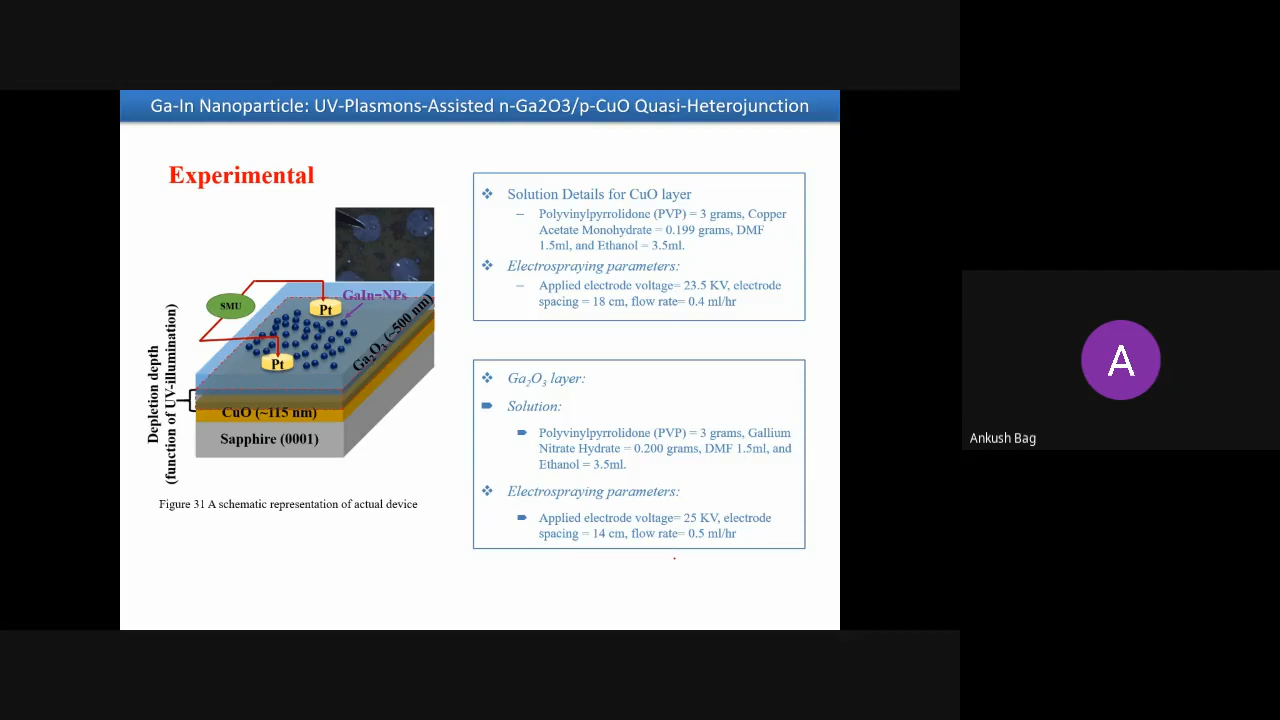 Ga-In Nanoparticle: UV-Plasmons-Assisted n-Ga2O3/p-CuO Quasi-Heterojunction
Experimental
GaIn-NPs
SMU
Pt
Pt
Ga2O3 (~500 nm)
CuO (~115 nm)
Sapphire (0001)
Depletion depth
(function of UV-illumination)
Figure 31 A schematic representation of actual device
❖ Solution Details for CuO layer
– Polyvinylpyrrolidone (PVP) = 3 grams, Copper
Acetate Monohydrate = 0.199 grams, DMF
1.5ml, and Ethanol = 3.5ml.
❖ Electrospraying parameters:
– Applied electrode voltage= 23.5 KV, electrode
spacing = 18 cm, flow rate= 0.4 ml/hr
❖ Ga2O3 layer:
Solution:
Polyvinylpyrrolidone (PVP) = 3 grams, Gallium
Nitrate Hydrate = 0.200 grams, DMF 1.5ml, and
Ethanol = 3.5ml.
❖ Electrospraying parameters:
Applied electrode voltage= 25 KV, electrode
spacing = 14 cm, flow rate= 0.5 ml/hr
A
Ankush Bag